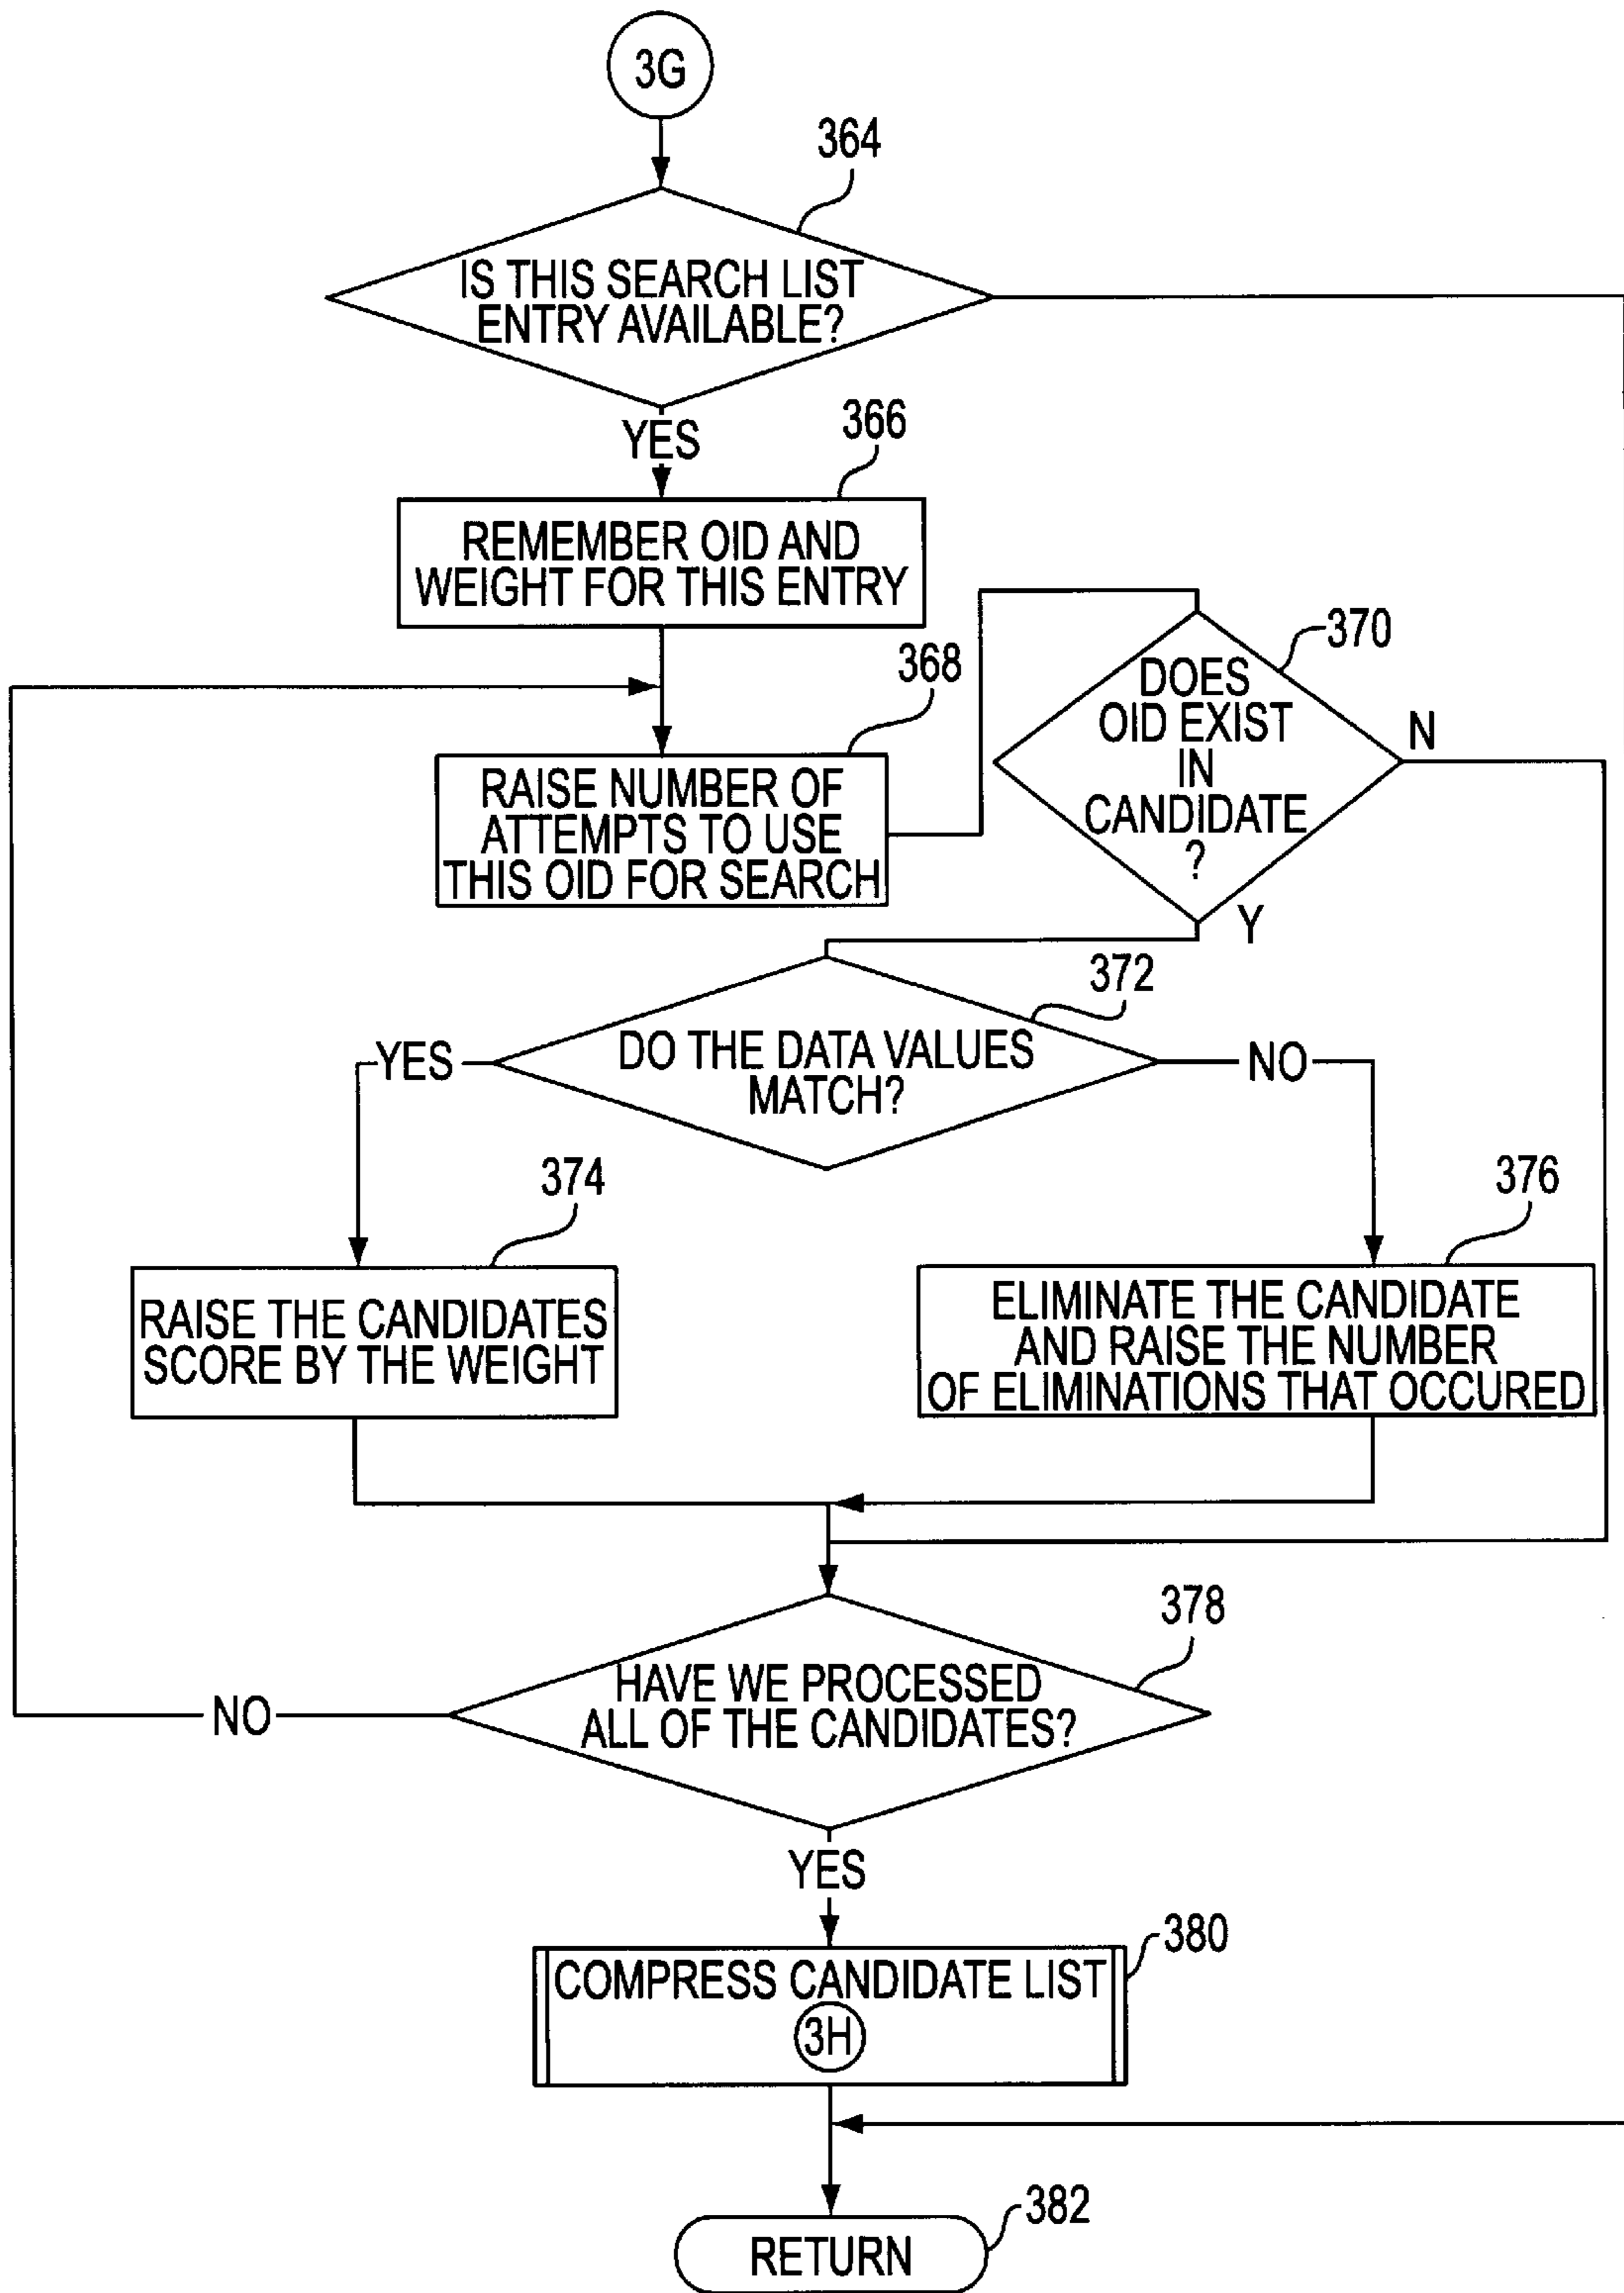 3G
364
IS THIS SEARCH LIST
ENTRY AVAILABLE?
YES
366
REMEMBER OID AND
WEIGHT FOR THIS ENTRY
368
RAISE NUMBER OF
ATTEMPTS TO USE
THIS OID FOR SEARCH
370
DOES
OID EXIST
IN
CANDIDATE
?
N
Y
372
DO THE DATA VALUES
MATCH?
YES
NO
374
RAISE THE CANDIDATES
SCORE BY THE WEIGHT
376
ELIMINATE THE CANDIDATE
AND RAISE THE NUMBER
OF ELIMINATIONS THAT OCCURED
378
HAVE WE PROCESSED
ALL OF THE CANDIDATES?
NO
YES
380
COMPRESS CANDIDATE LIST
3H
382
RETURN